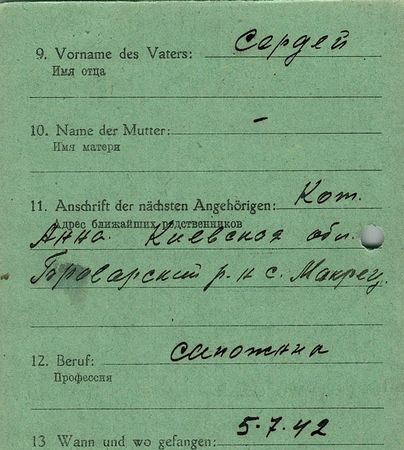 9. Vorname des Vaters: Сергей
Имя отца
10. Name der Mutter: –
Имя матери
11. Anschrift der nächsten Angehörigen: Кот.
Адрес ближайших родственников
Анна. Киевская обл.
Броварский р-н с. Макрец
12. Beruf: сапожник
Профессия
5.7.42
13 Wann und wo gefangen: